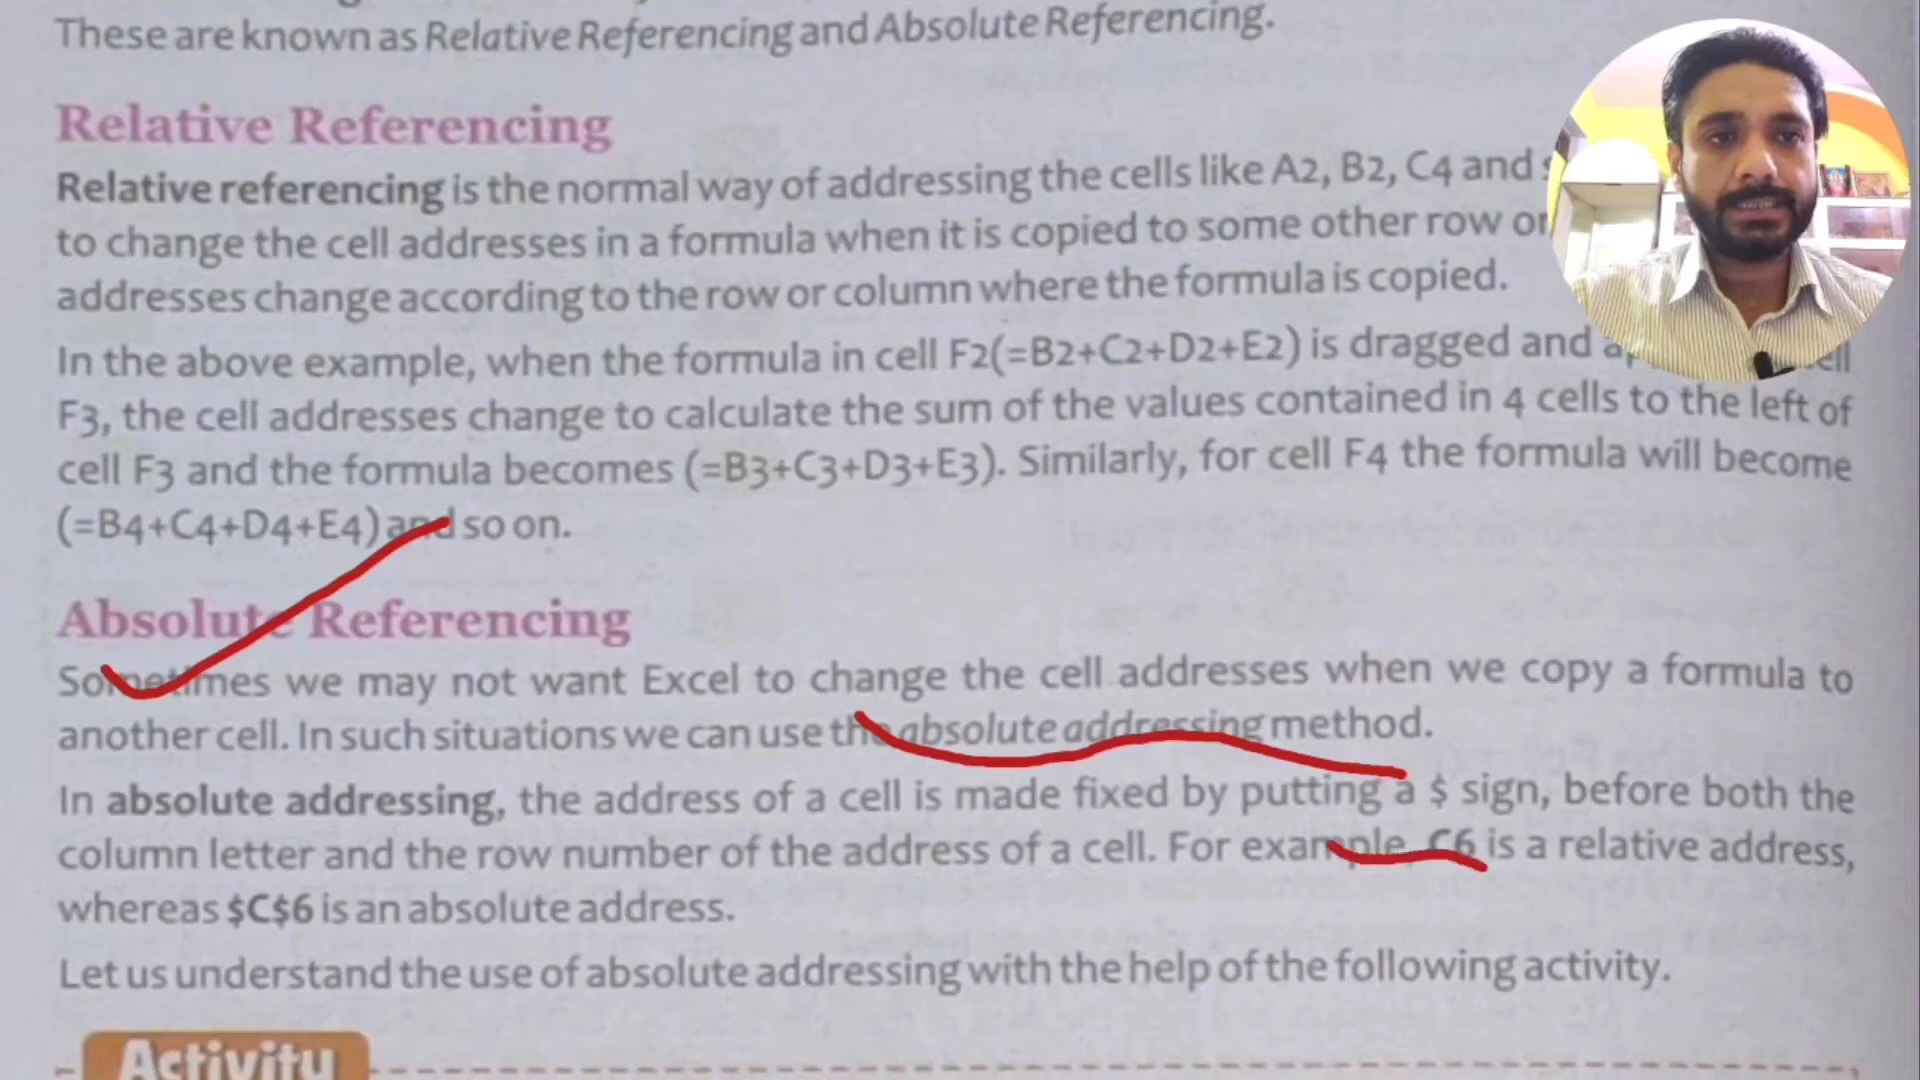 These are known as Relative Referencing and Absolute Referencing.
Relative Referencing
Relative referencing is the normal way of addressing the cells like A2, B2, C4 and
to change the cell addresses in a formula when it is copied to some other row or
addresses change according to the row or column where the formula is copied.
In the above example, when the formula in cell F2(=B2+C2+D2+E2) is dragged and
F3, the cell addresses change to calculate the sum of the values contained in 4 cells to the left of
cell F3 and the formula becomes (=B3+C3+D3+E3). Similarly, for cell F4 the formula will become
(=B4+C4+D4+E4) and so on.
Absolute Referencing
Sometimes we may not want Excel to change the cell addresses when we copy a formula to
another cell. In such situations we can use the absolute addressing method.
In absolute addressing, the address of a cell is made fixed by putting a $ sign, before both the
column letter and the row number of the address of a cell. For example, C6 is a relative address,
whereas $C$6 is an absolute address.
Let us understand the use of absolute addressing with the help of the following activity.
Activity